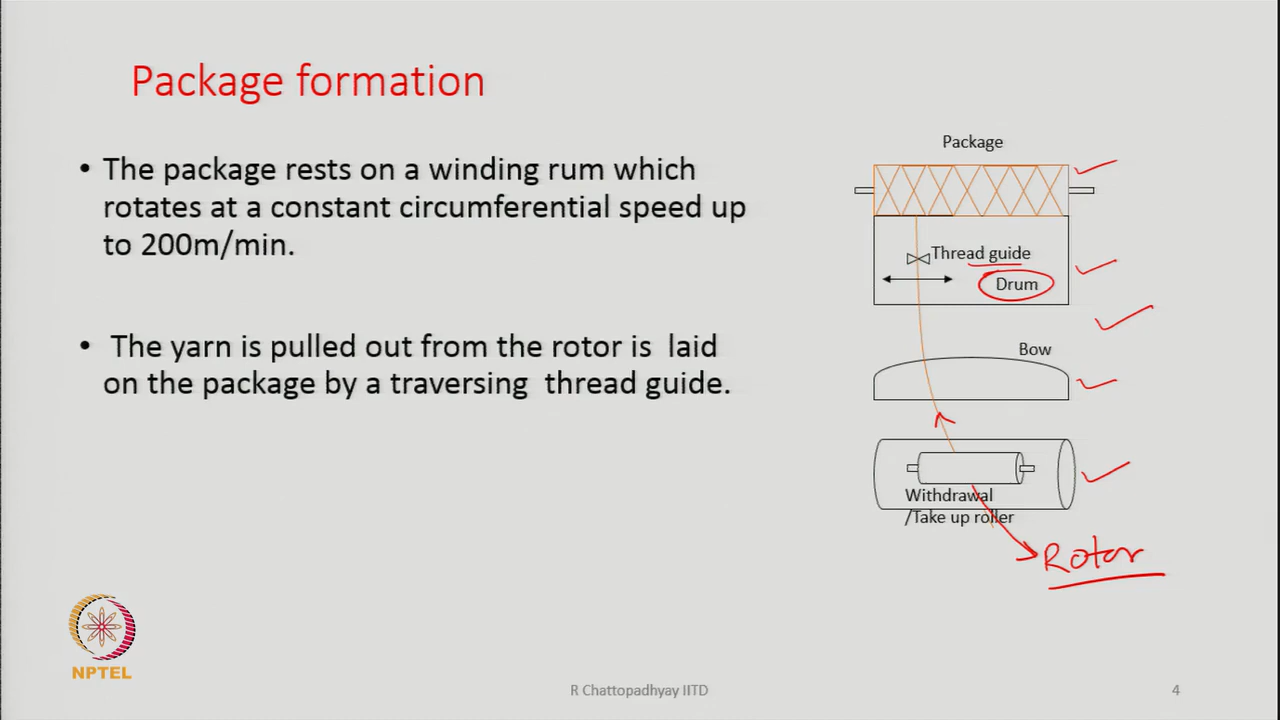 Package formation
• The package rests on a winding rum which
rotates at a constant circumferential speed up
to 200m/min.
• The yarn is pulled out from the rotor is laid
on the package by a traversing thread guide.
Package
Thread guide
Drum
Bow
Withdrawal
/Take up roller
Rotor
NPTEL
R Chattopadhyay IITD
4